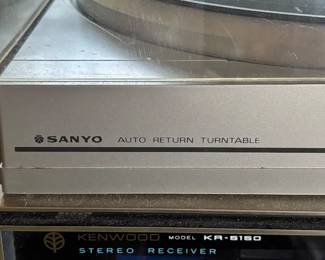 SANYO AUTO RETURN TURNTABLE
KENWOOD MODEL KR-5150
STEREO RECEIVER